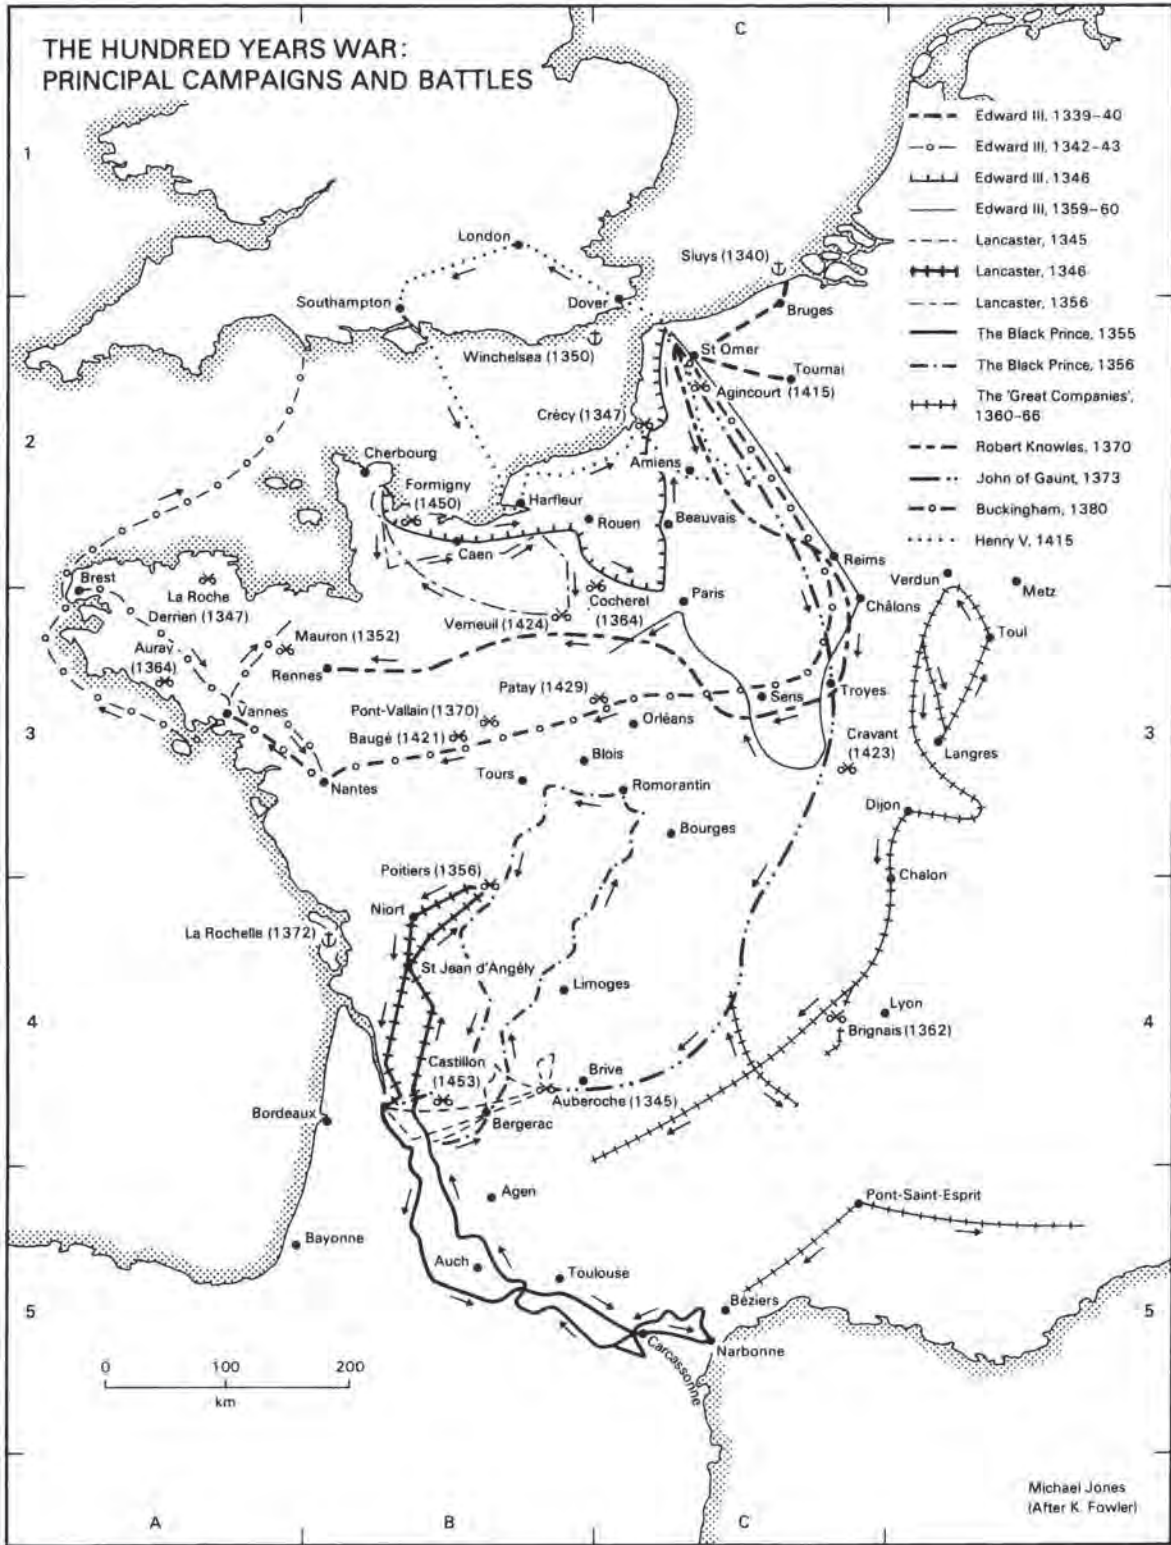 THE HUNDRED YEARS WAR:
PRINCIPAL CAMPAIGNS AND BATTLES
C
1
2
3
4
5
4
5
A
B
C
Edward III, 1339–40
Edward III, 1342–43
Edward III, 1346
Edward III, 1359–60
Lancaster, 1345
Lancaster, 1346
Lancaster, 1356
The Black Prince, 1355
The Black Prince, 1356
The 'Great Companies',
1360–66
Robert Knowles, 1370
John of Gaunt, 1373
Buckingham, 1380
Henry V, 1415
London
Sluys (1340)
Southampton
Dover
Bruges
Winchelsea (1350)
St Omer
Tournai
Agincourt (1415)
Crécy (1347)
Cherbourg
Amiens
Formigny
(1450)
Harfleur
Rouen
Beauvais
Caen
Reims
Brest
La Roche
Derrien (1347)
Verdun
Metz
Cocherel
(1364)
Paris
Châlons
Verneuil (1424)
Mauron (1352)
Auray
(1364)
Toul
Rennes
Patay (1429)
Sens
Troyes
Vannes
Pont-Vallain (1370)
Orléans
Baugé (1421)
Cravant
(1423)
Langres
Blois
Nantes
Tours
Romorantin
Dijon
Bourges
Poitiers (1356)
Chalon
Niort
La Rochelle (1372)
St Jean d'Angély
Limoges
Lyon
Brignais (1362)
Castillon
(1453)
Brive
Auberoche (1345)
Bordeaux
Bergerac
Agen
Pont-Saint-Esprit
Bayonne
Auch
Toulouse
Béziers
Carcassonne
Narbonne
0 100 200
km
Michael Jones
(After K. Fowler)